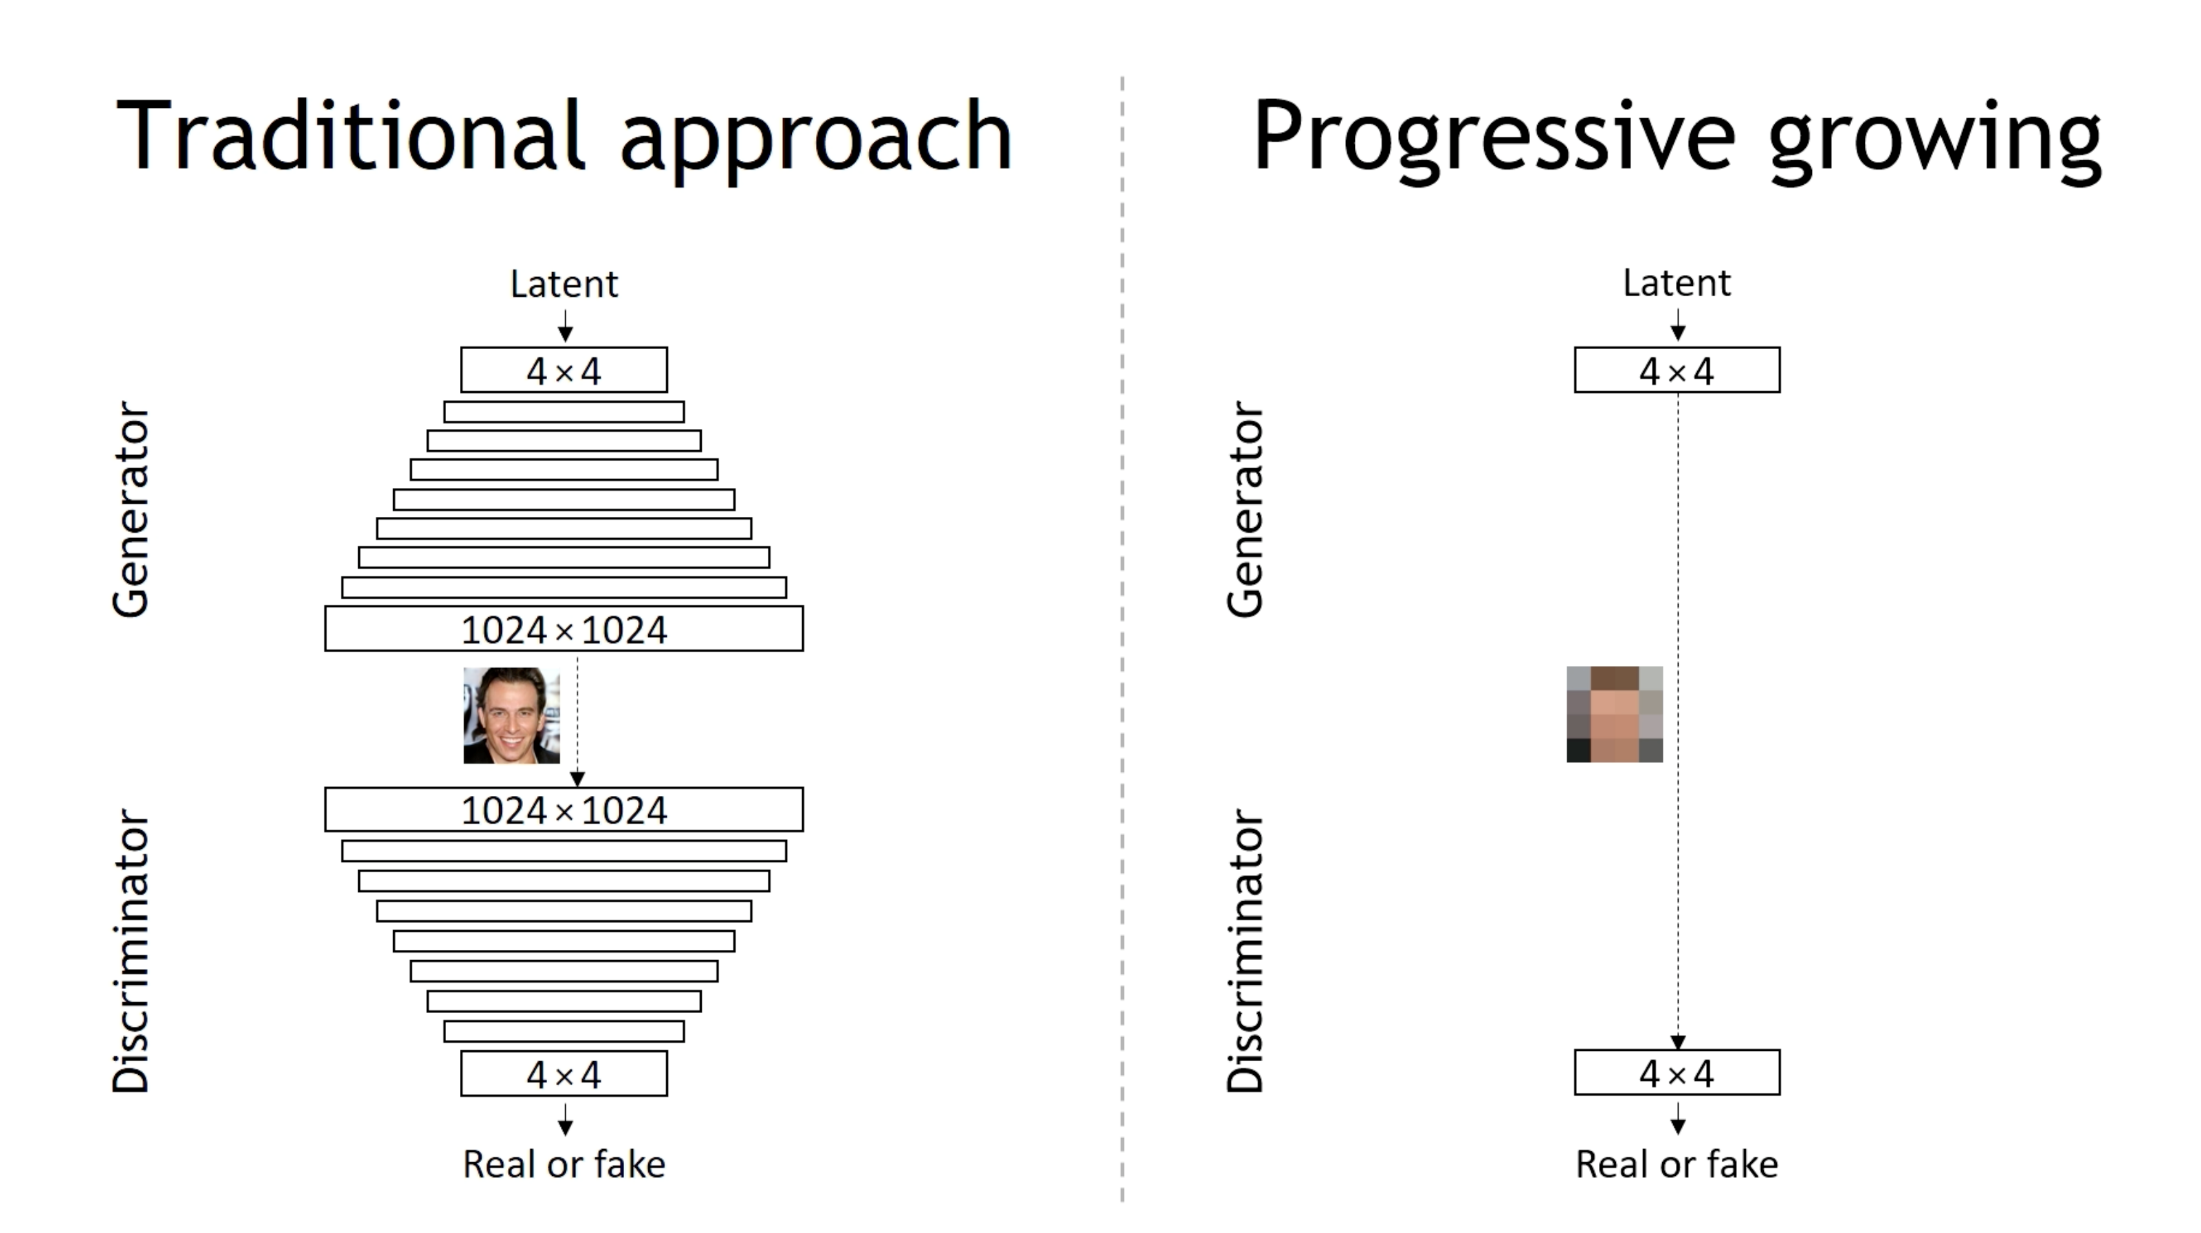 Traditional approach
Latent
4×4
Generator
1024×1024
1024×1024
Discriminator
4×4
Real or fake
Progressive growing
Latent
4×4
Generator
Discriminator
4×4
Real or fake